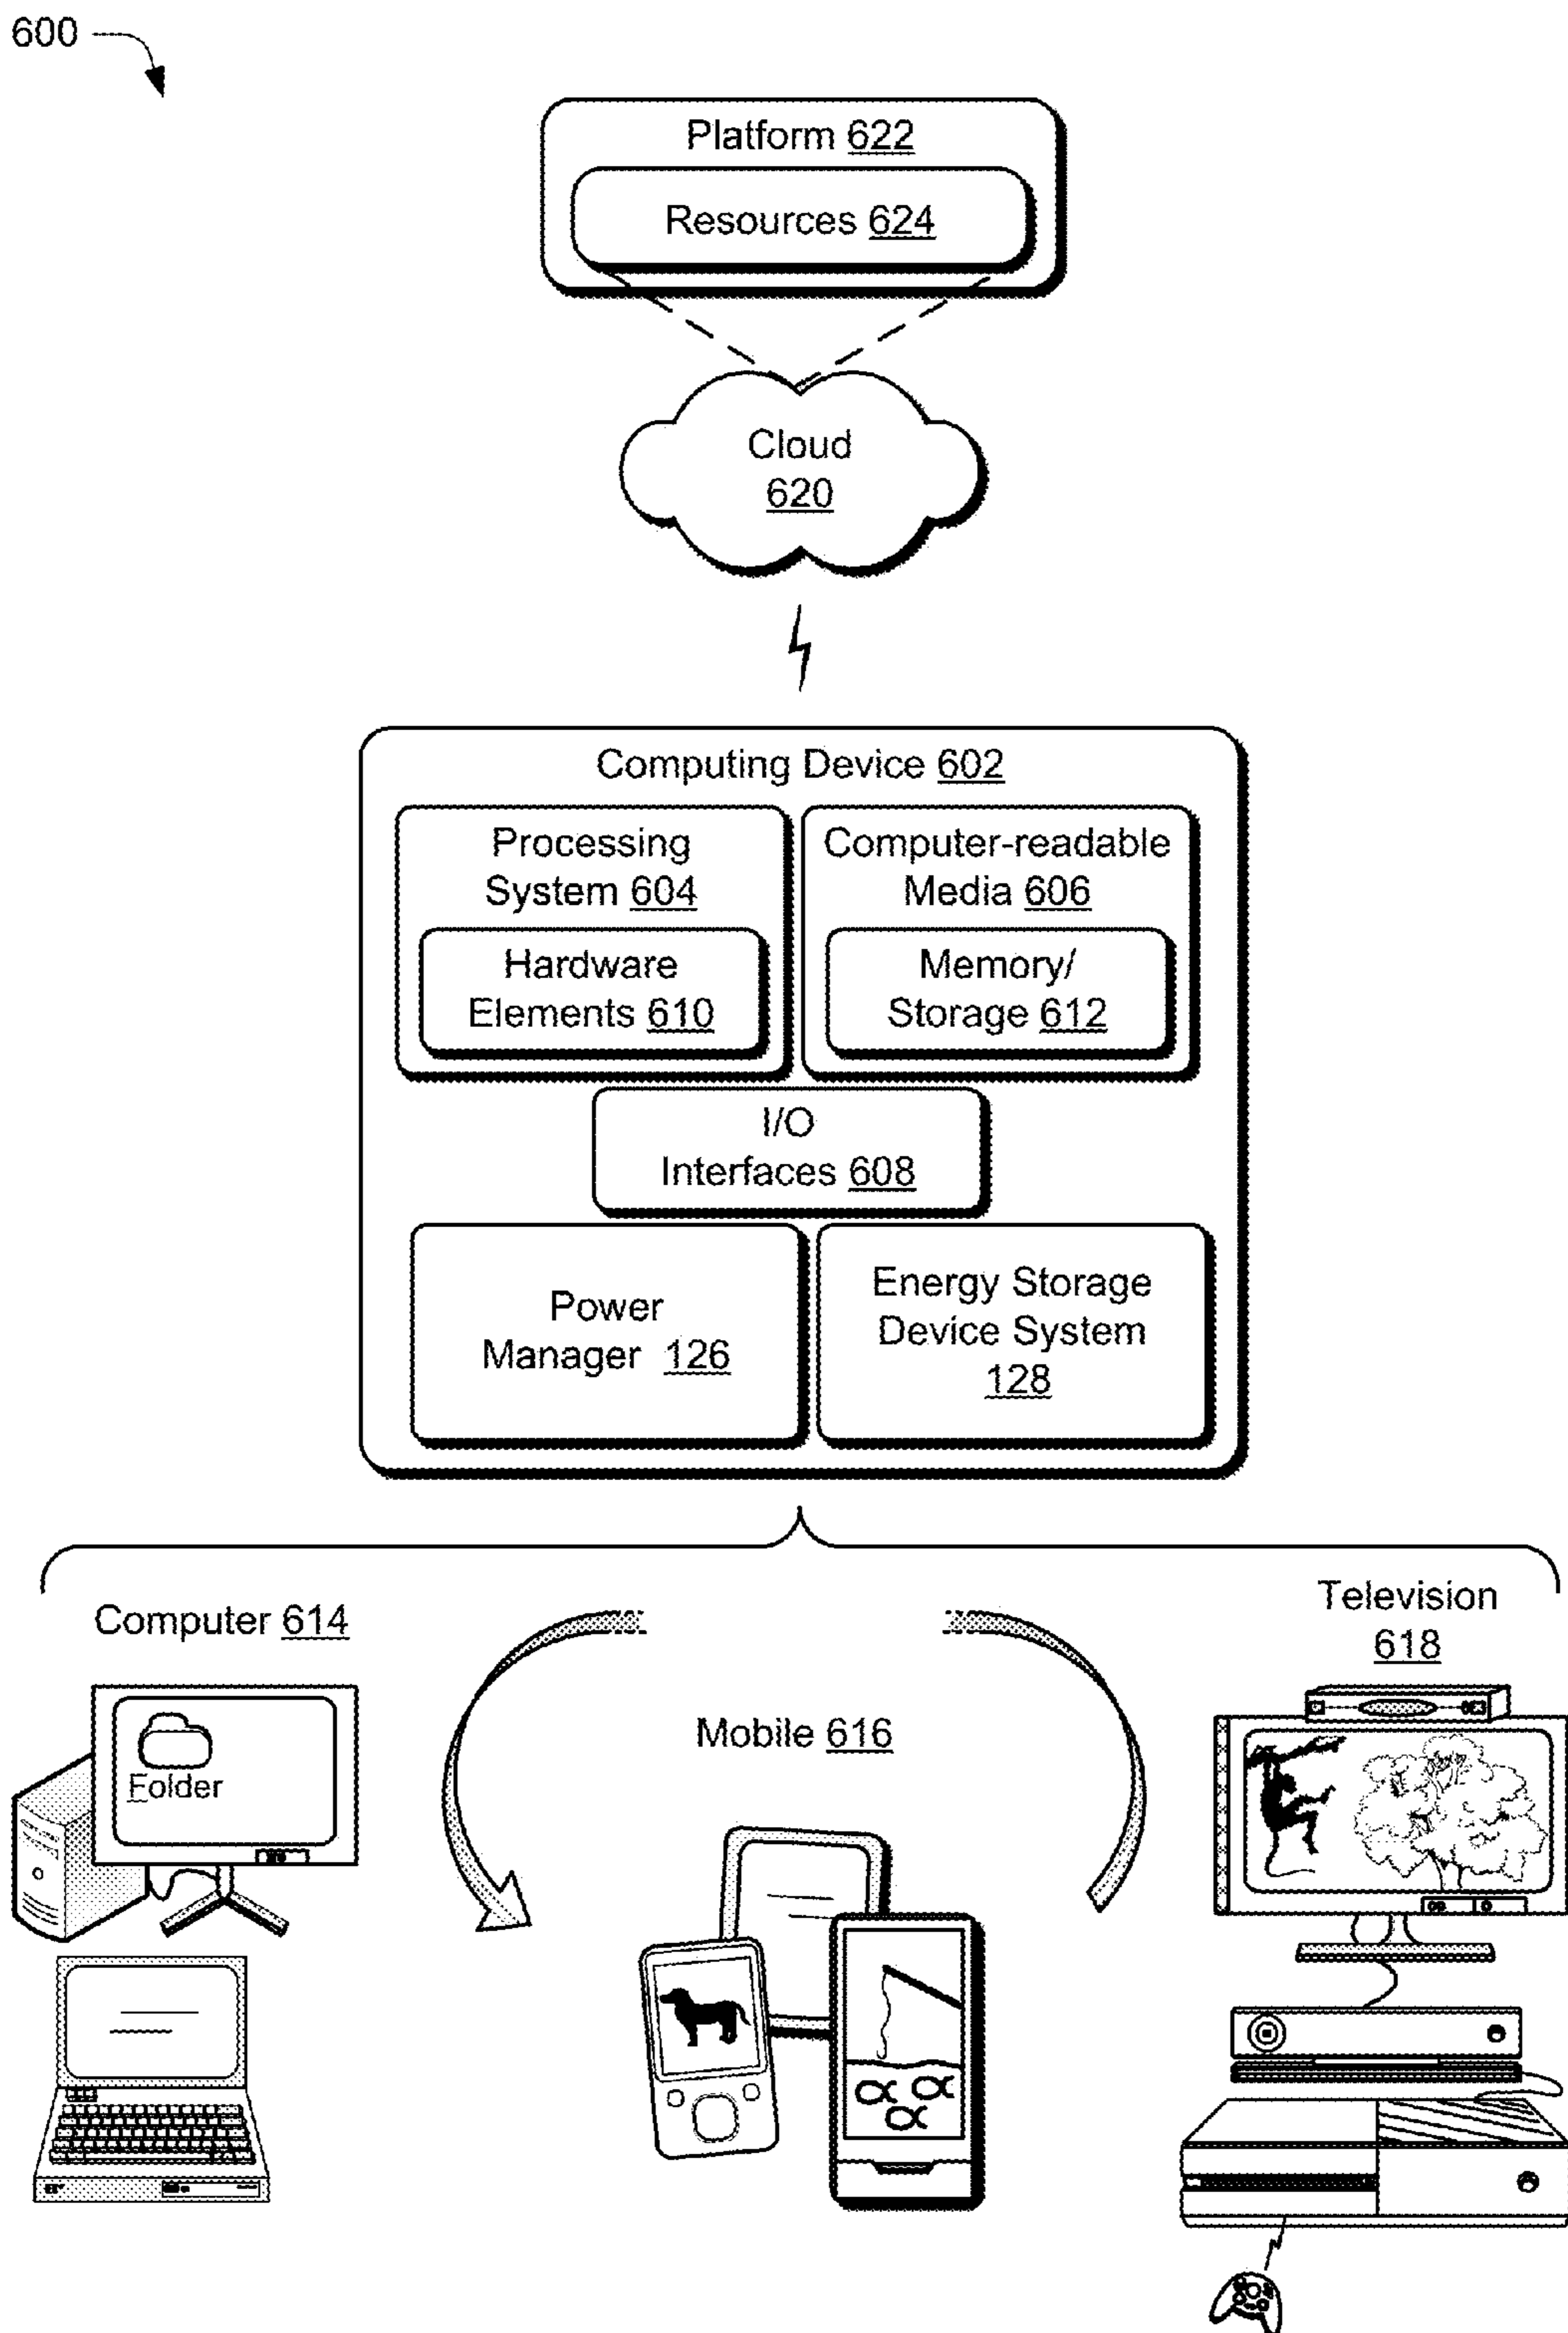 600
Platform 622
Resources 624
Cloud
620
Computing Device 602
Processing
System 604
Computer-readable
Media 606
Hardware
Elements 610
Memory/
Storage 612
I/O
Interfaces 608
Power
Manager 126
Energy Storage
Device System
128
Computer 614
Television
618
Mobile 616
Folder